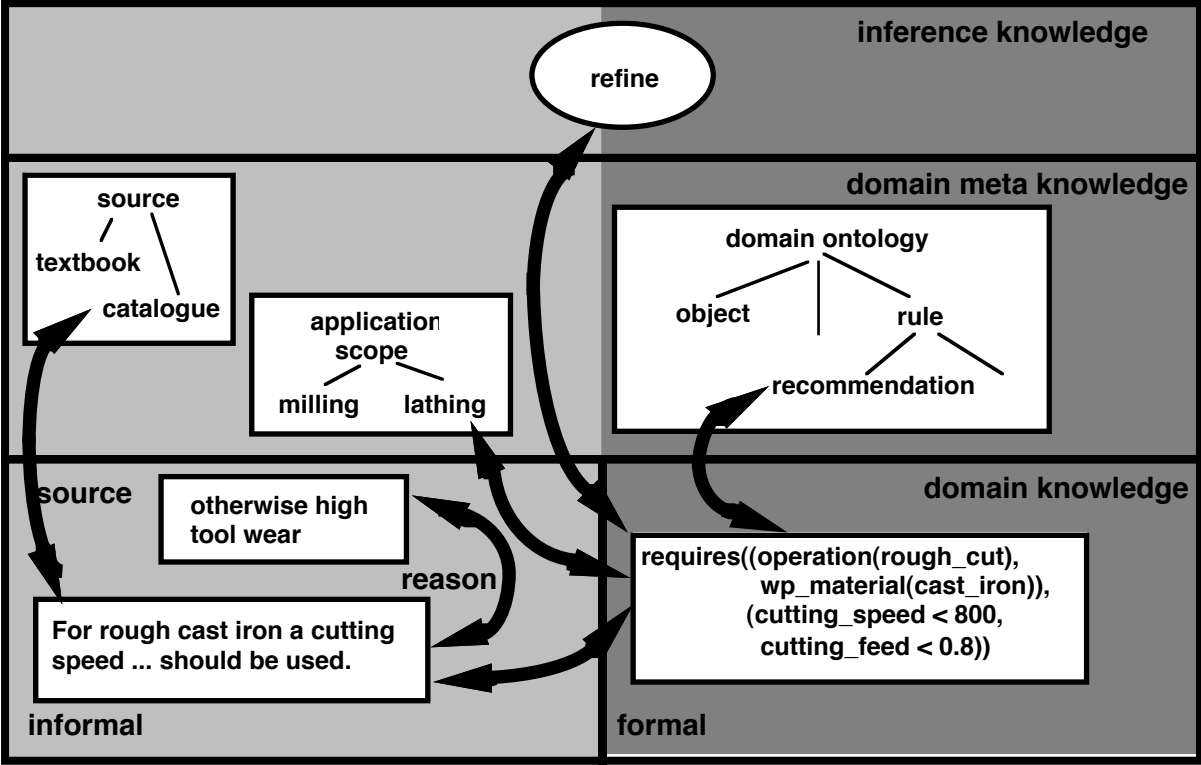 inference knowledge
refine
domain meta knowledge
source
textbook
catalogue
application
scope
milling lathing
domain ontology
object
rule
recommendation
source
domain knowledge
otherwise high
tool wear
reason
For rough cast iron a cutting
speed ... should be used.
requires((operation(rough_cut),
wp_material(cast_iron)),
(cutting_speed < 800,
cutting_feed < 0.8))
informal
formal